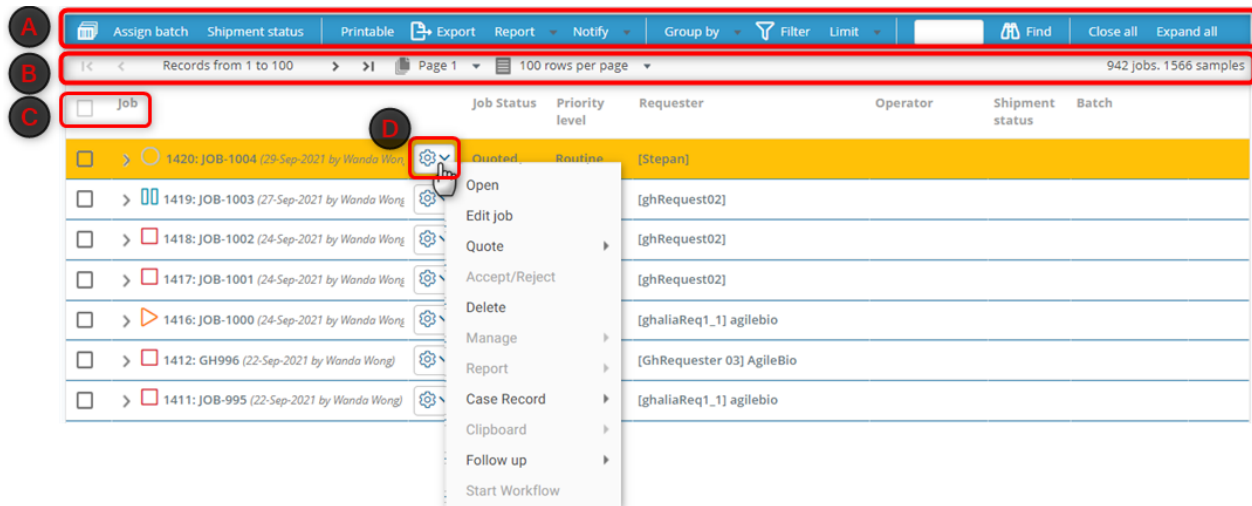 A
Assign batch Shipment status Printable Export Report Notify Group by Filter Limit Find Close all Expand all
B
Records from 1 to 100 Page 1 100 rows per page 942 jobs. 1566 samples
C
Job Job Status Priority level Requester Operator Shipment status Batch
D
1420: JOB-1004 (29-Sep-2021 by Wanda Won Quoted Routine [Stepan]
Open
1419: JOB-1003 (27-Sep-2021 by Wanda Wong [ghRequest02]
Edit job
1418: JOB-1002 (24-Sep-2021 by Wanda Wong [ghRequest02]
Quote
1417: JOB-1001 (24-Sep-2021 by Wanda Wong [ghRequest02]
Accept/Reject
Delete
1416: JOB-1000 (24-Sep-2021 by Wanda Wong [ghaliaReq1_1] agilebio
Manage
1412: GH996 (22-Sep-2021 by Wanda Wong) [GhRequester 03] AgileBio
Report
1411: JOB-995 (22-Sep-2021 by Wanda Wong) [ghaliaReq1_1] agilebio
Case Record
Clipboard
Follow up
Start Workflow